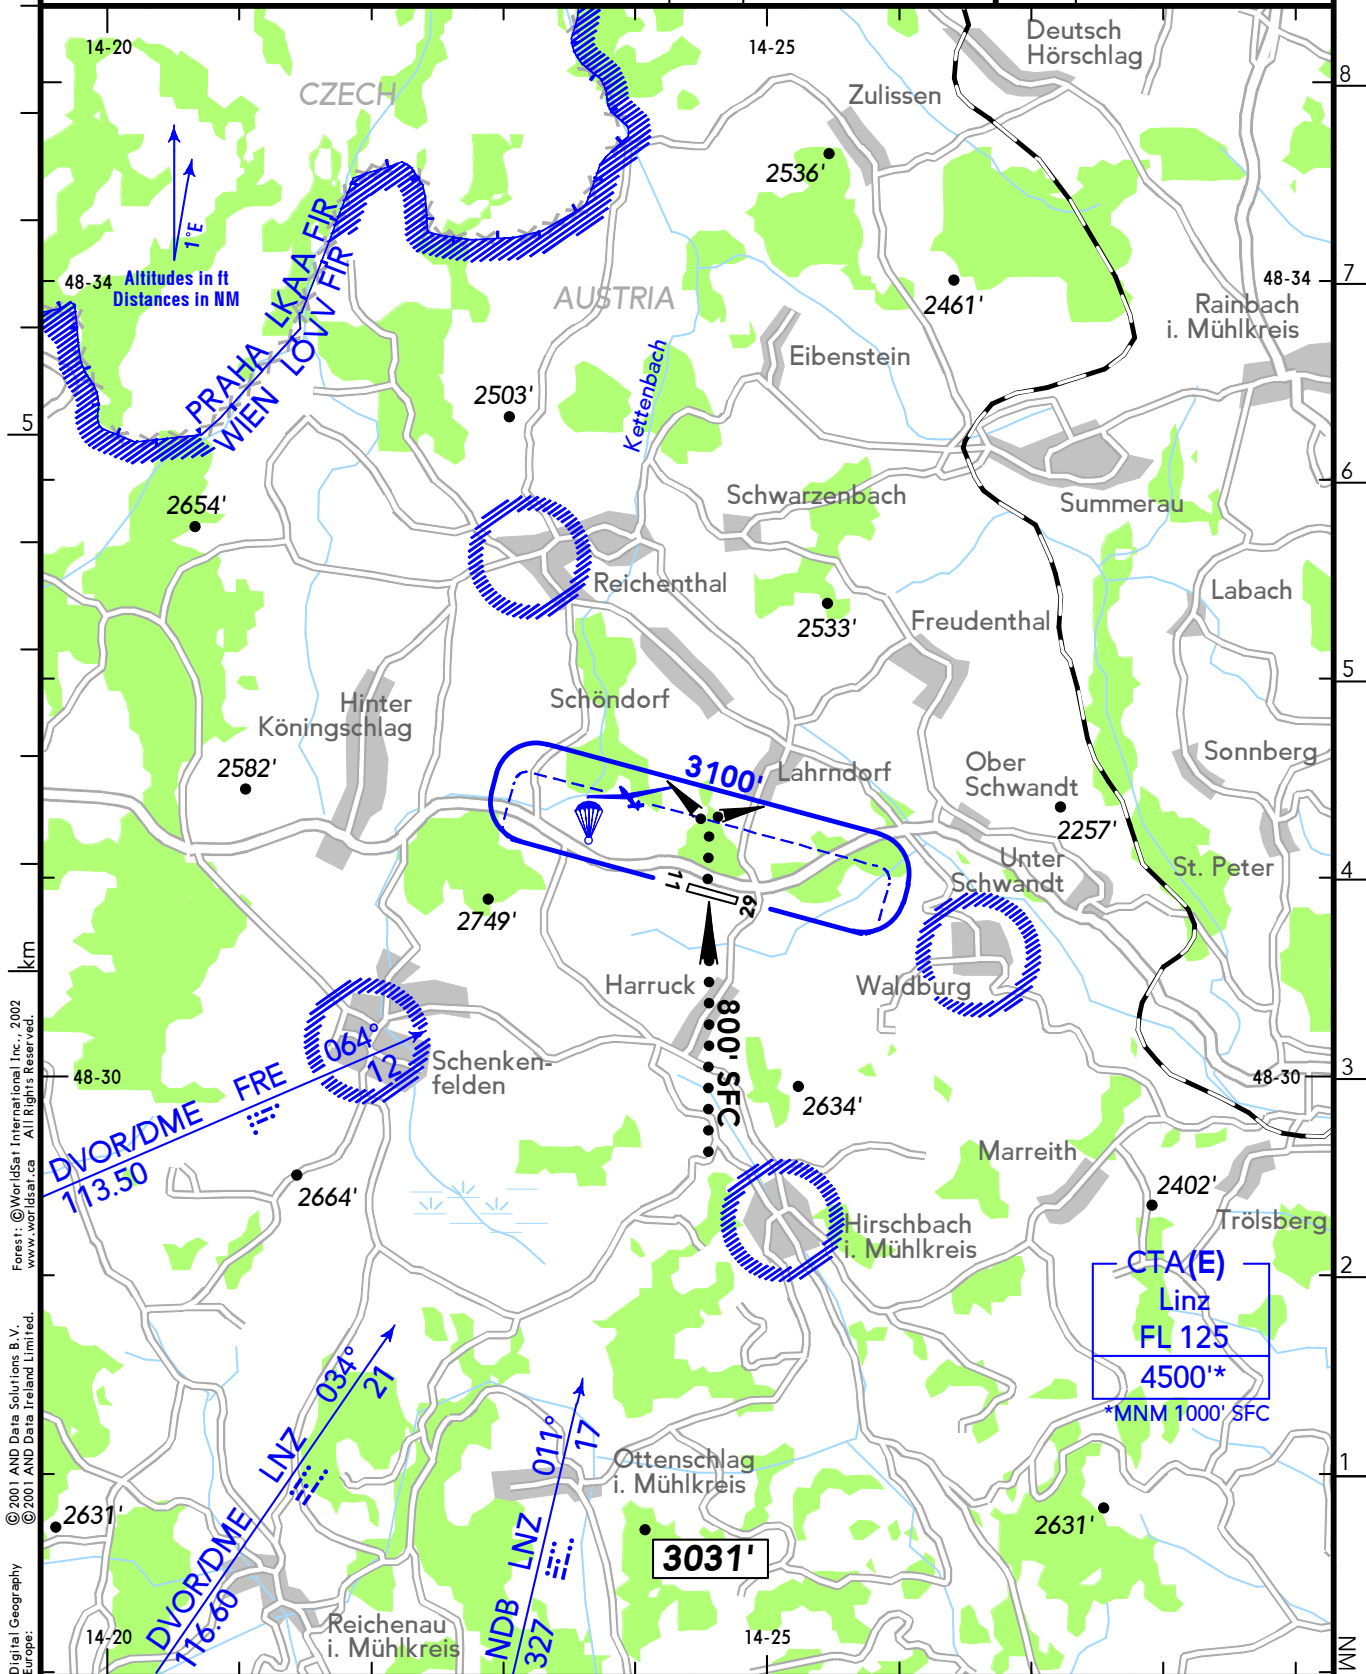 14-20
14-25
Deutsch
Hörschlag
8
CZECH
Zulissen
2536'
1°E
PRAHA LKAA FIR
WIEN LOVV FIR
Altitudes in ft
Distances in NM
48-34
48-34
7
AUSTRIA
2461'
Rainbach
i. Mühlkreis
Eibenstein
Kettenbach
2503'
5
6
2654'
Schwarzenbach
Summerau
Reichenthal
Labach
2533'
Freudenthal
5
Schöndorf
Hinter
Köningschlag
2582'
3100'
Lahrndorf
Ober
Schwandt
Sonnberg
2257'
Unter
Schwandt
St. Peter
4
11
29
2749'
km
Harruck
Waldburg
800' SFC
064°
12
DVOR/DME FRE
113.50
Schenken-
felden
48-30
48-30
3
2634'
Marreith
2664'
2402'
Trölsberg
Hirschbach
i. Mühlkreis
CTA(E)
Linz
FL 125
4500'*
*MNM 1000' SFC
2
034°
21
DVOR/DME LNZ
116.60
011°
17
NDB LNZ
327
Ottenschlag
i. Mühlkreis
1
2631'
2631'
3031'
Reichenau
i. Mühlkreis
14-20
14-25
NM
Forest: ©WorldSat International Inc., 2002
www.worldsat.ca All Rights Reserved.
©2001 AND Data Solutions B.V.
©2001 AND Data Ireland Limited.
Digital Geography
Europe: